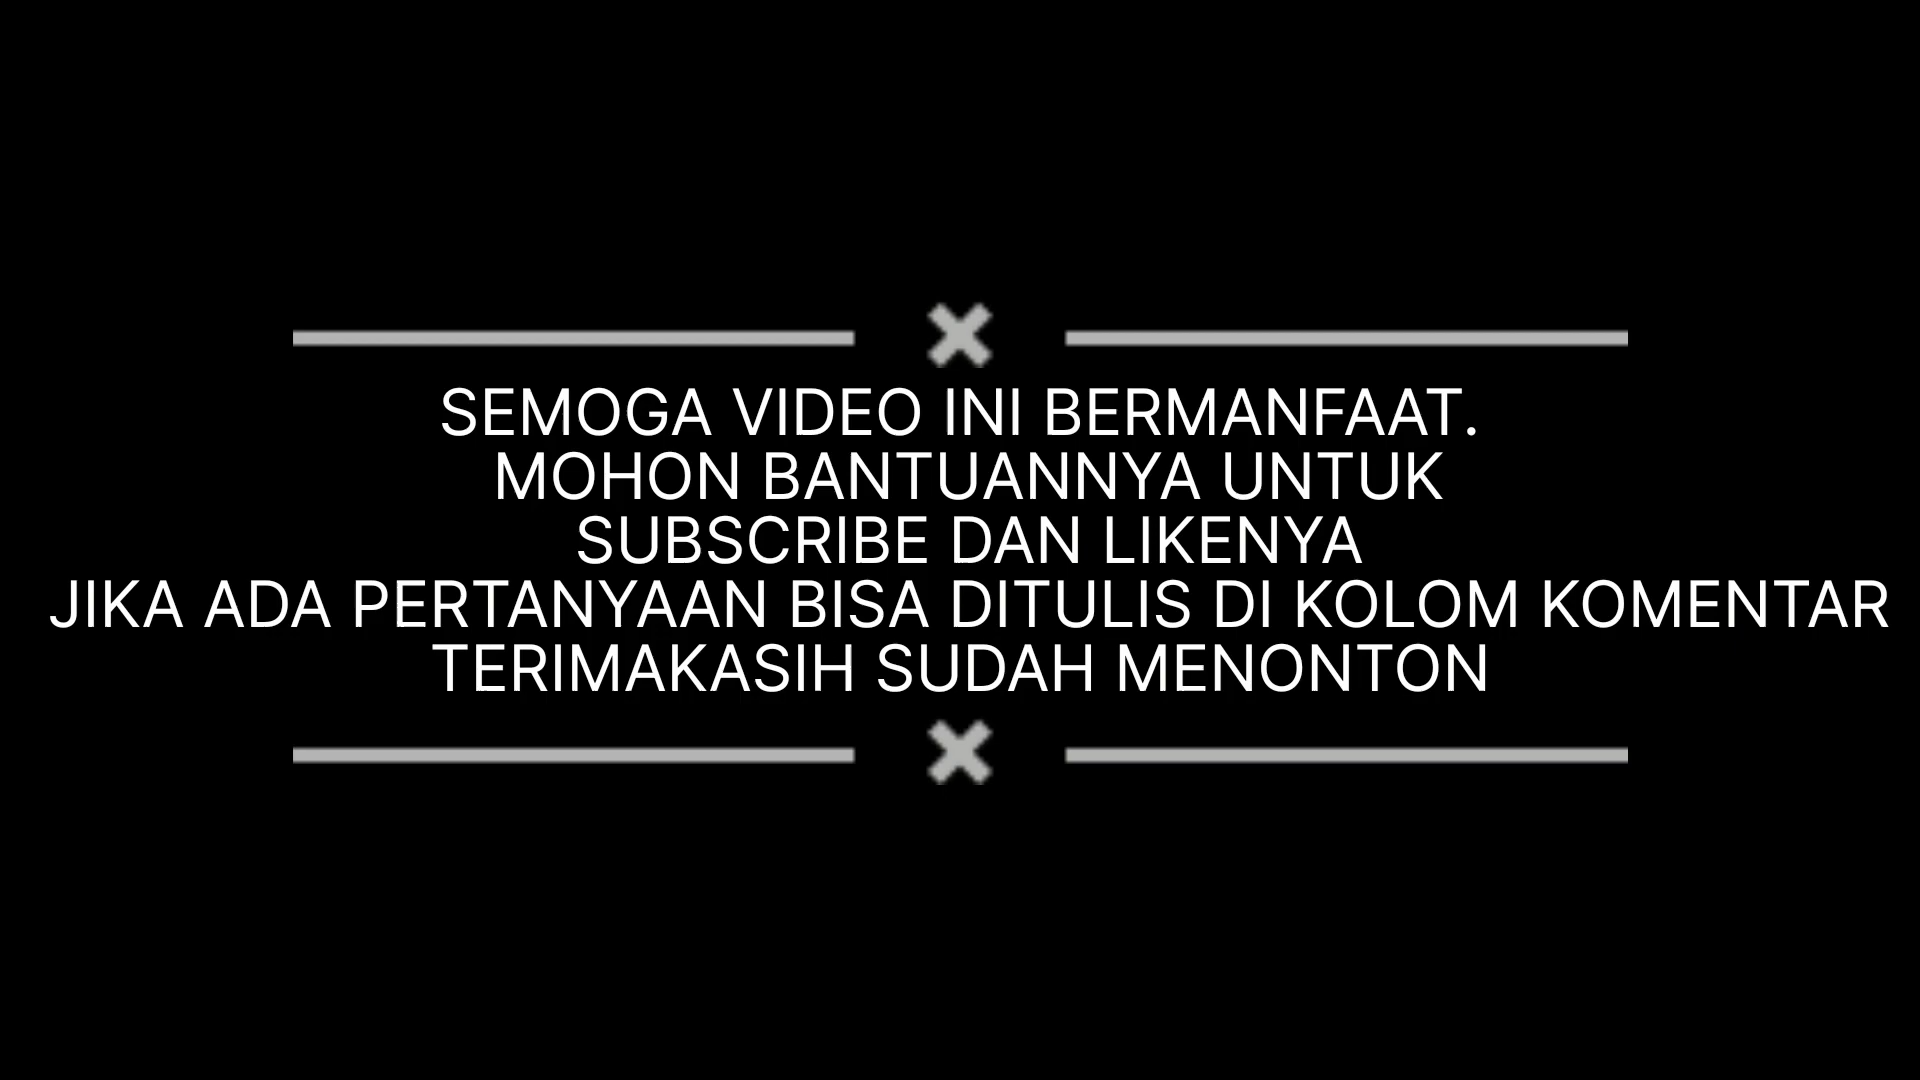 SEMOGA VIDEO INI BERMANFAAT.
MOHON BANTUANNYA UNTUK
SUBSCRIBE DAN LIKENYA
JIKA ADA PERTANYAAN BISA DITULIS DI KOLOM KOMENTAR
TERIMAKASIH SUDAH MENONTON